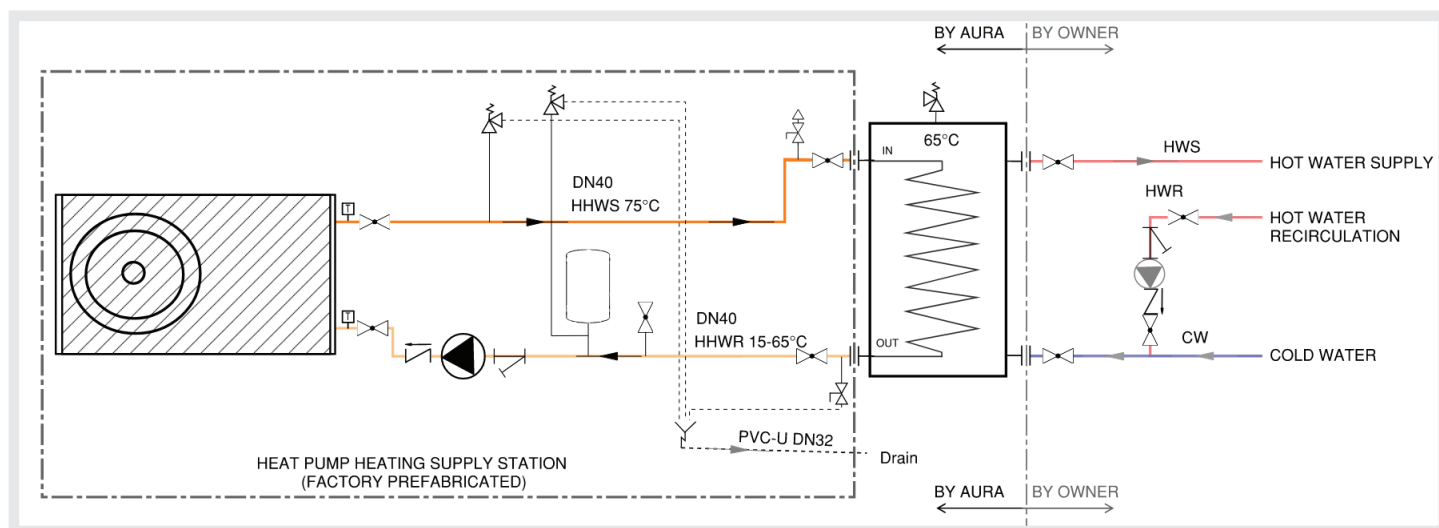 BY AURA
BY OWNER
65°C
IN
HWS
HOT WATER SUPPLY
T
DN40
HHWS 75°C
HWR
HOT WATER
RECIRCULATION
T
DN40
HHWR 15-65°C
OUT
CW
COLD WATER
PVC-U DN32
Drain
HEAT PUMP HEATING SUPPLY STATION
(FACTORY PREFABRICATED)
BY AURA
BY OWNER